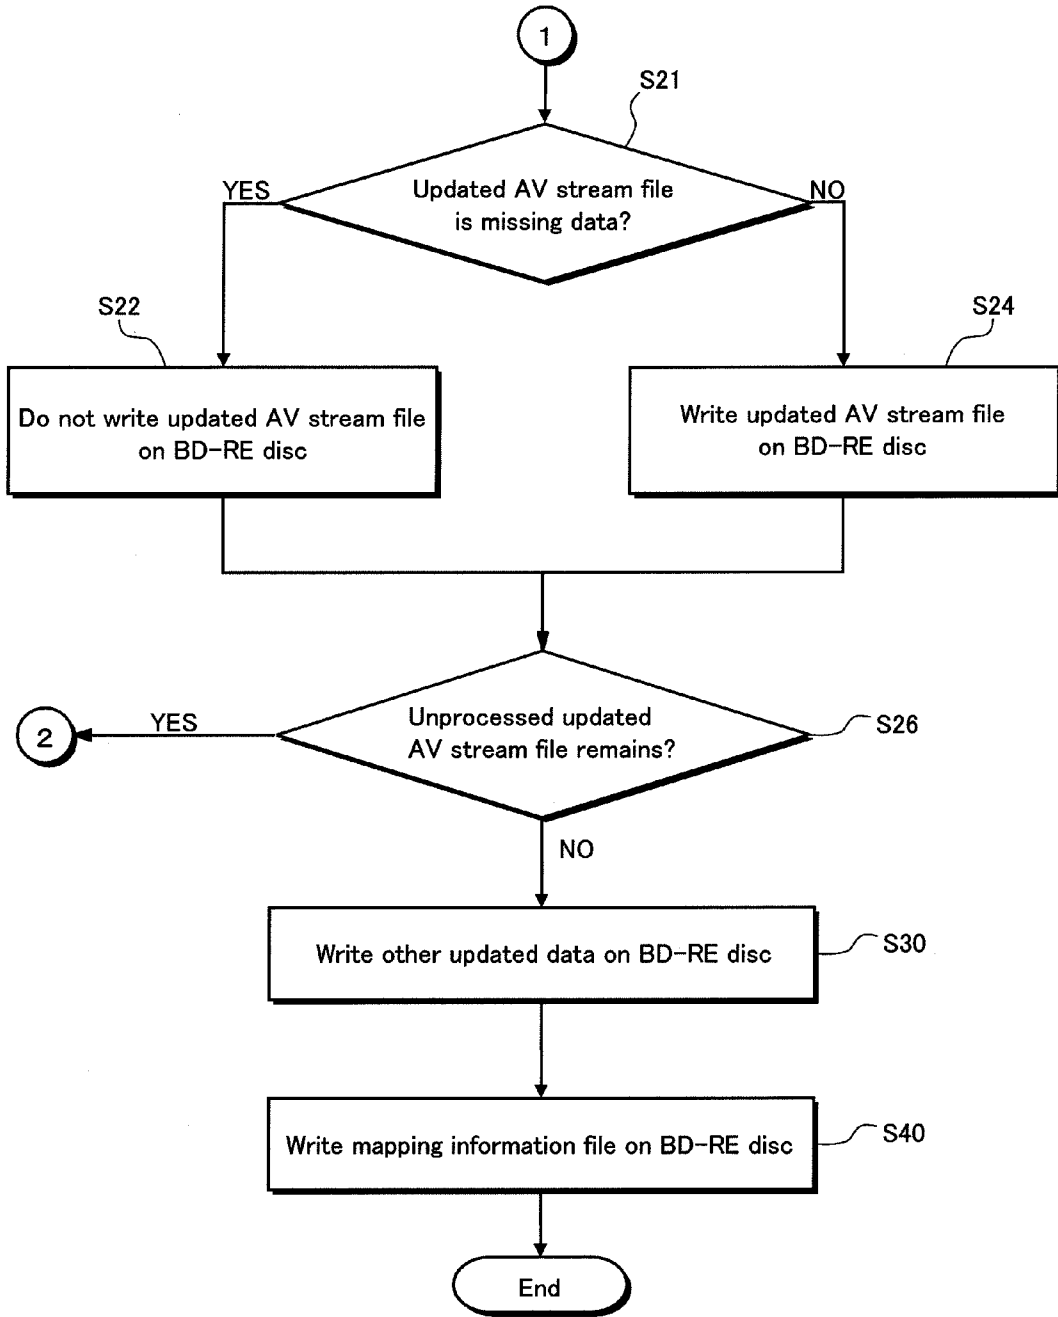 1
S21
Updated AV stream file
is missing data?
YES
NO
S22
S24
Do not write updated AV stream file
on BD-RE disc
Write updated AV stream file
on BD-RE disc
Unprocessed updated
AV stream file remains?
S26
2
YES
NO
Write other updated data on BD-RE disc
S30
Write mapping information file on BD-RE disc
S40
End